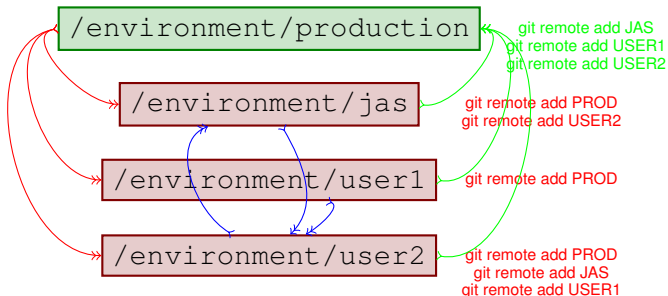 /environment/production
git remote add JAS
git remote add USER1
git remote add USER2
/environment/jas
git remote add PROD
git remote add USER2
/environment/user1
git remote add PROD
/environment/user2
git remote add PROD
git remote add JAS
git remote add USER1